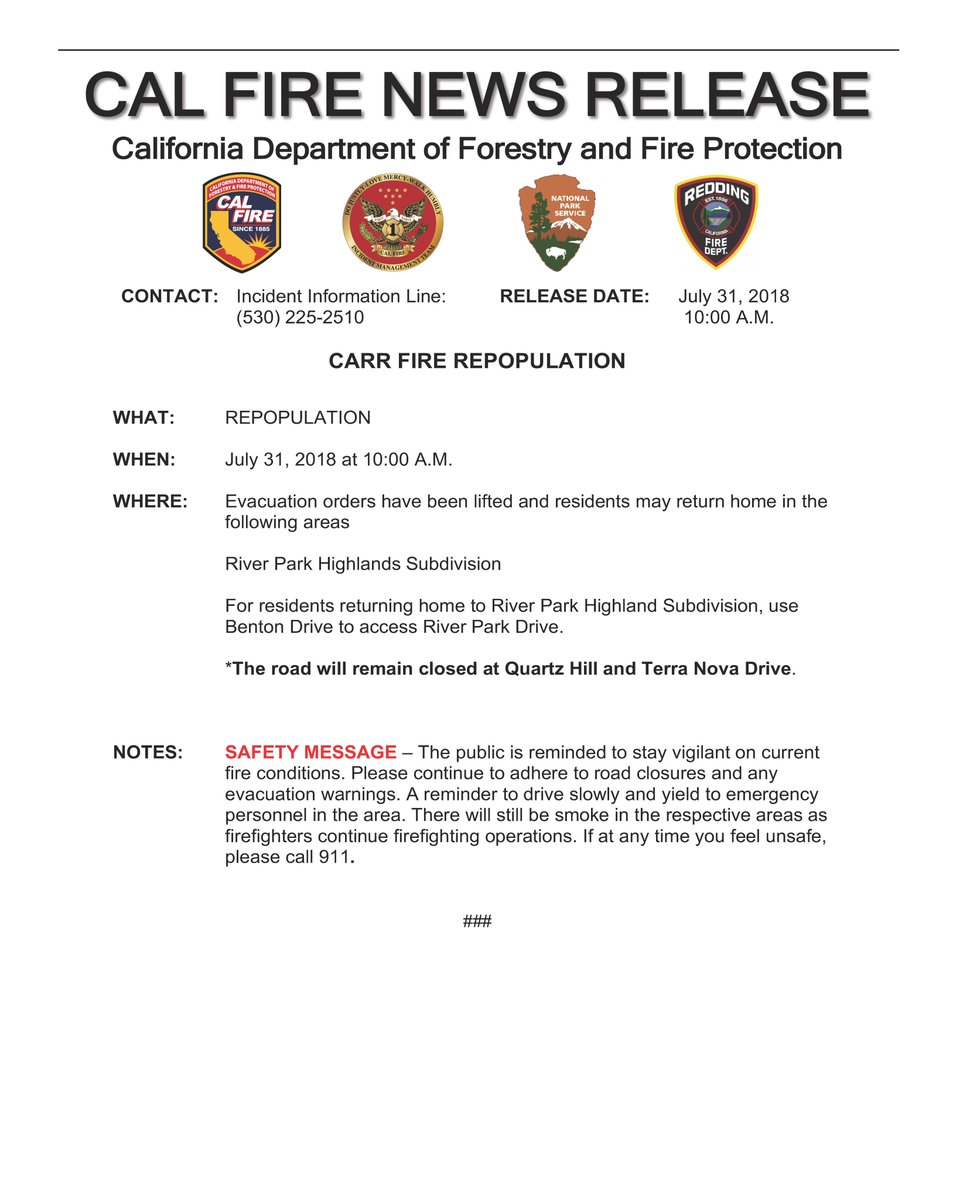 CAL FIRE NEWS RELEASE
California Department of Forestry and Fire Protection
CALIFORNIA DEPARTMENT OF
FORESTRY & FIRE PROTECTION
CAL
FIRE
SINCE 1885
DO JUSTLY-LOVE MERCY-WALK HUMBLY
1
CAL FIRE
INCIDENT MANAGEMENT TEAM
NATIONAL
PARK
SERVICE
REDDING
EST. 1886
CALIFORNIA
FIRE
DEPT.
CONTACT: Incident Information Line: RELEASE DATE: July 31, 2018
(530) 225-2510 10:00 A.M.
CARR FIRE REPOPULATION
WHAT: REPOPULATION
WHEN: July 31, 2018 at 10:00 A.M.
WHERE: Evacuation orders have been lifted and residents may return home in the
following areas
River Park Highlands Subdivision
For residents returning home to River Park Highland Subdivision, use
Benton Drive to access River Park Drive.
*The road will remain closed at Quartz Hill and Terra Nova Drive.
NOTES: SAFETY MESSAGE – The public is reminded to stay vigilant on current
fire conditions. Please continue to adhere to road closures and any
evacuation warnings. A reminder to drive slowly and yield to emergency
personnel in the area. There will still be smoke in the respective areas as
firefighters continue firefighting operations. If at any time you feel unsafe,
please call 911.
###